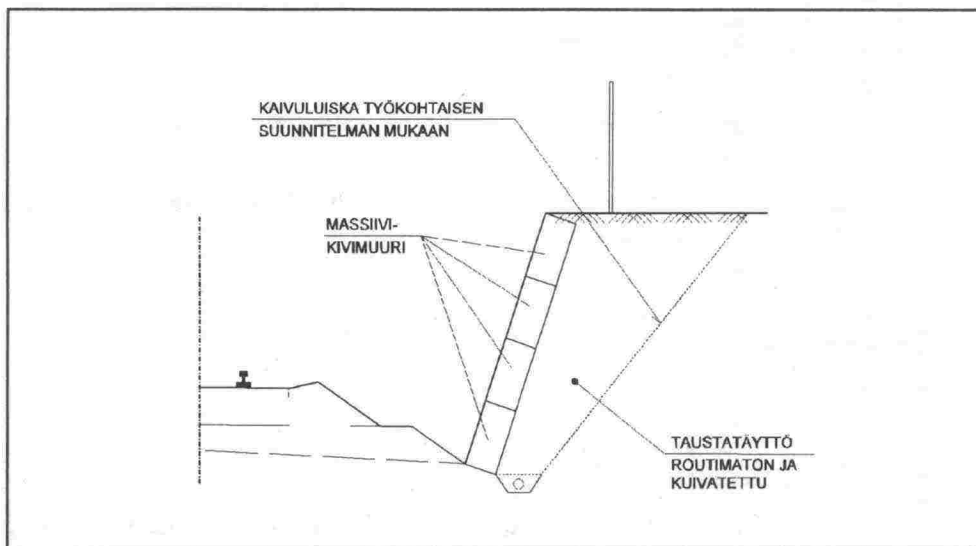 KAIVULUISKA TYÖKOHTAISEN
SUUNNITELMAN MUKAAN
MASSIIVI-
KIVIMUURI
TAUSTATÄYTTÖ
ROUTIMATON JA
KUIVATETTU